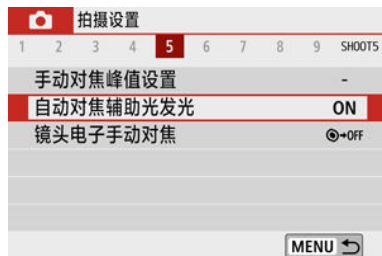 拍摄设置
1 2 3 4 5 6 7 8 9 SHOOT5
手动对焦峰值设置 -
自动对焦辅助光发光 ON
镜头电子手动对焦 ◉→OFF
MENU